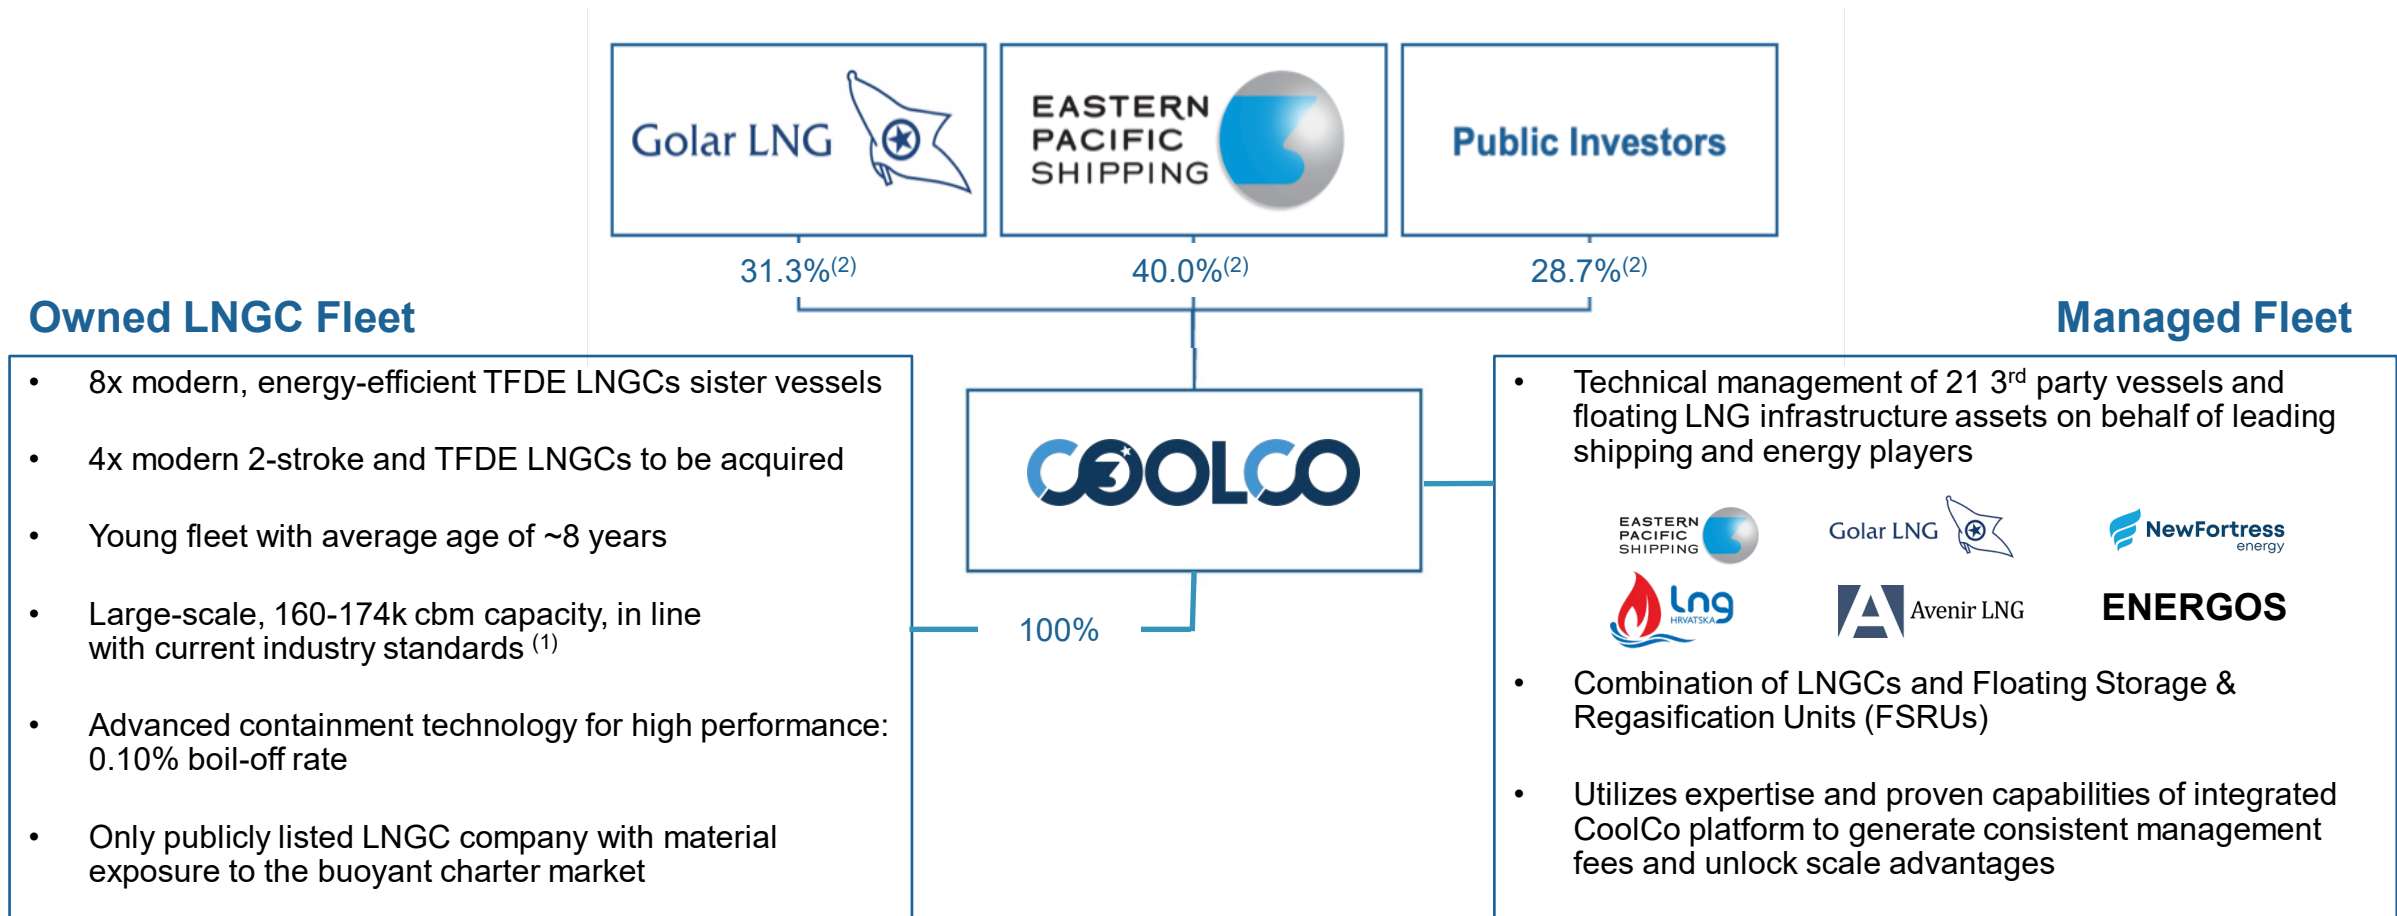 Golar LNG
EASTERN
PACIFIC
SHIPPING
Public Investors
31.3%(2)
40.0%(2)
28.7%(2)
Owned LNGC Fleet
• 8x modern, energy-efficient TFDE LNGCs sister vessels
• 4x modern 2-stroke and TFDE LNGCs to be acquired
• Young fleet with average age of ~8 years
• Large-scale, 160-174k cbm capacity, in line
with current industry standards (1)
• Advanced containment technology for high performance:
0.10% boil-off rate
• Only publicly listed LNGC company with material
exposure to the buoyant charter market
COOLCO
100%
Managed Fleet
• Technical management of 21 3rd party vessels and
floating LNG infrastructure assets on behalf of leading
shipping and energy players
EASTERN
PACIFIC
SHIPPING
Golar LNG
NewFortress
energy
Lng
HRVATSKA
Avenir LNG
ENERGOS
• Combination of LNGCs and Floating Storage &
Regasification Units (FSRUs)
• Utilizes expertise and proven capabilities of integrated
CoolCo platform to generate consistent management
fees and unlock scale advantages